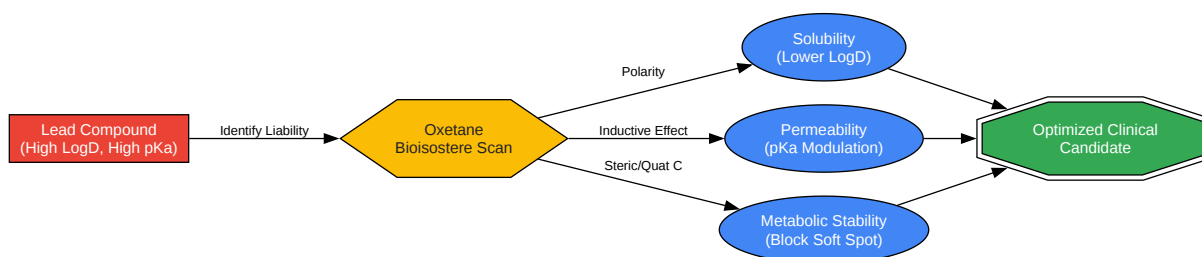 Lead Compound
(High LogD, High pKa)
Identify Liability
Oxetane
Bioisostere Scan
Polarity
Inductive Effect
Steric/Quat C
Solubility
(Lower LogD)
Permeability
(pKa Modulation)
Metabolic Stability
(Block Soft Spot)
Optimized Clinical
Candidate